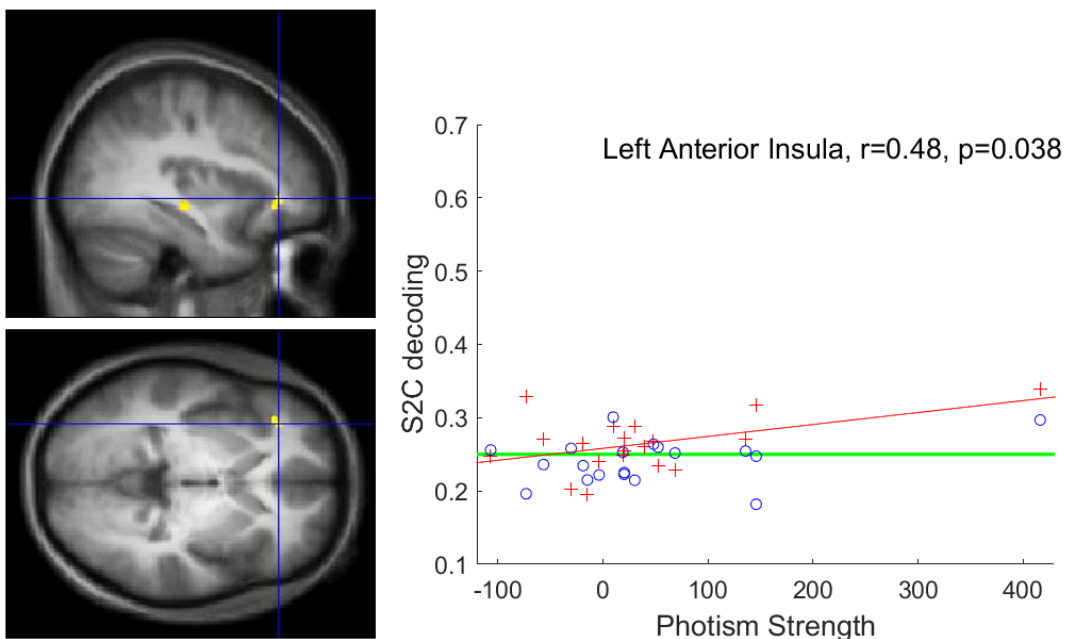 Left Anterior Insula, r=0.48, p=0.038
0.7
0.6
0.5
0.4
0.3
0.2
0.1
S2C decoding
-100 0 100 200 300 400
Photism Strength